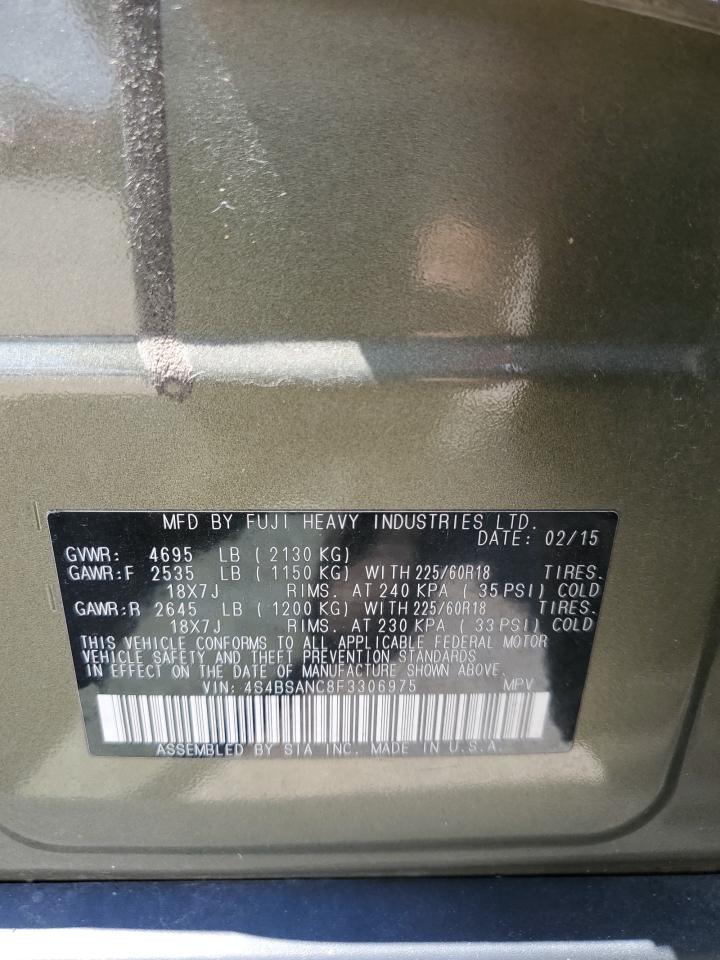 MFD BY FUJI HEAVY INDUSTRIES LTD.
DATE: 02/15
GVWR: 4695 LB ( 2130 KG)
GAWR:F 2535 LB ( 1150 KG) WITH 225/60R18 TIRES.
18X7J RIMS. AT 240 KPA ( 35 PSI) COLD
GAWR:R 2645 LB ( 1200 KG) WITH 225/60R18 TIRES.
18X7J RIMS. AT 230 KPA ( 33 PSI) COLD
THIS VEHICLE CONFORMS TO ALL APPLICABLE FEDERAL MOTOR
VEHICLE SAFETY AND THEFT PREVENTION STANDARDS
IN EFFECT ON THE DATE OF MANUFACTURE SHOWN ABOVE.
VIN: 4S4BSANC8F3306975 MPV
ASSEMBLED BY SIA INC. MADE IN U.S.A.